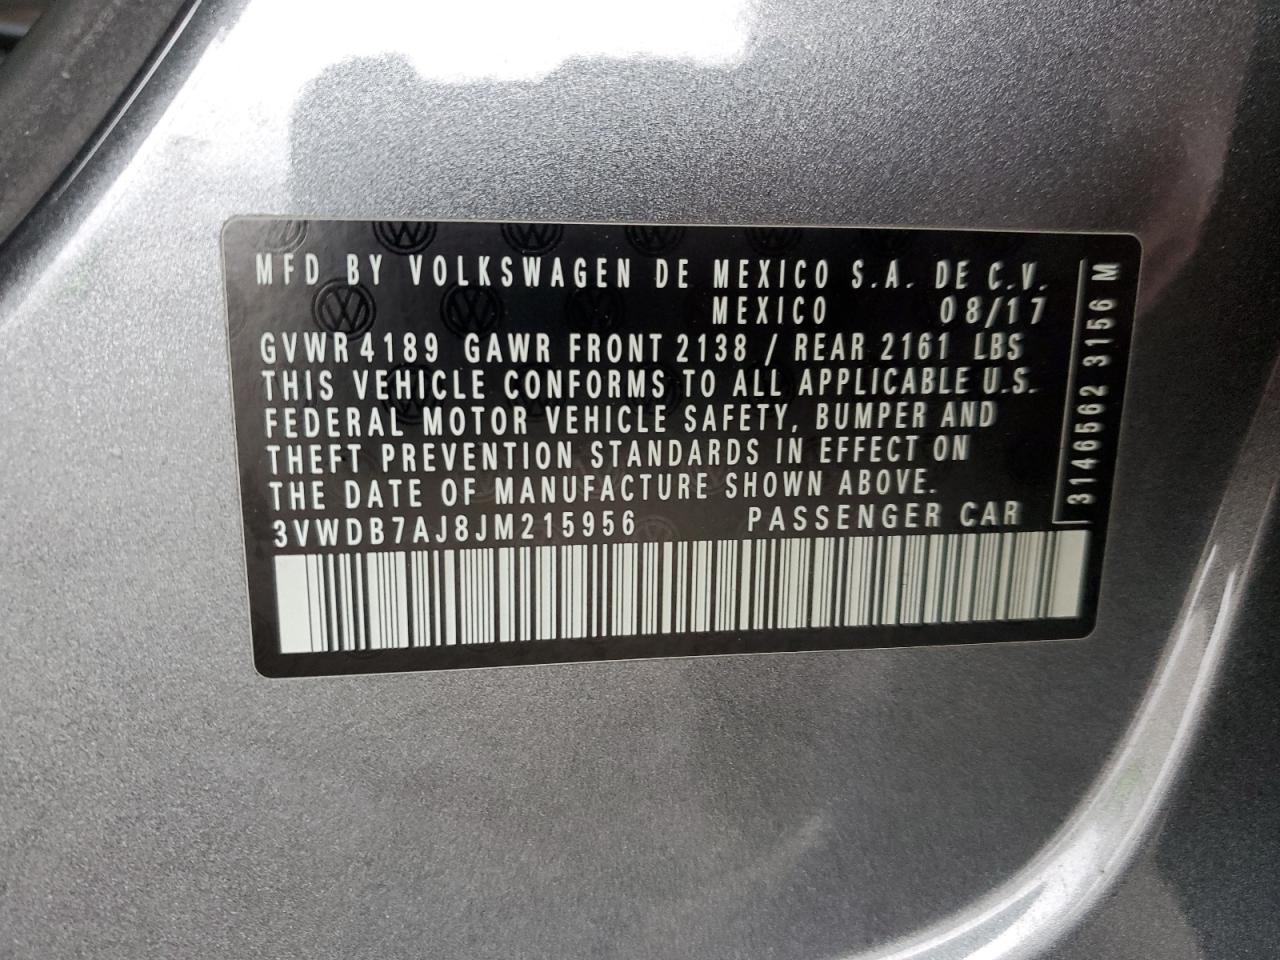 MFD BY VOLKSWAGEN DE MEXICO S.A. DE C.V.
MEXICO 08/17
GVWR 4189 GAWR FRONT 2138 / REAR 2161 LBS
THIS VEHICLE CONFORMS TO ALL APPLICABLE U.S.
FEDERAL MOTOR VEHICLE SAFETY, BUMPER AND
THEFT PREVENTION STANDARDS IN EFFECT ON
THE DATE OF MANUFACTURE SHOWN ABOVE.
3VWDB7AJ8JM215956 PASSENGER CAR
3146562 3156 M